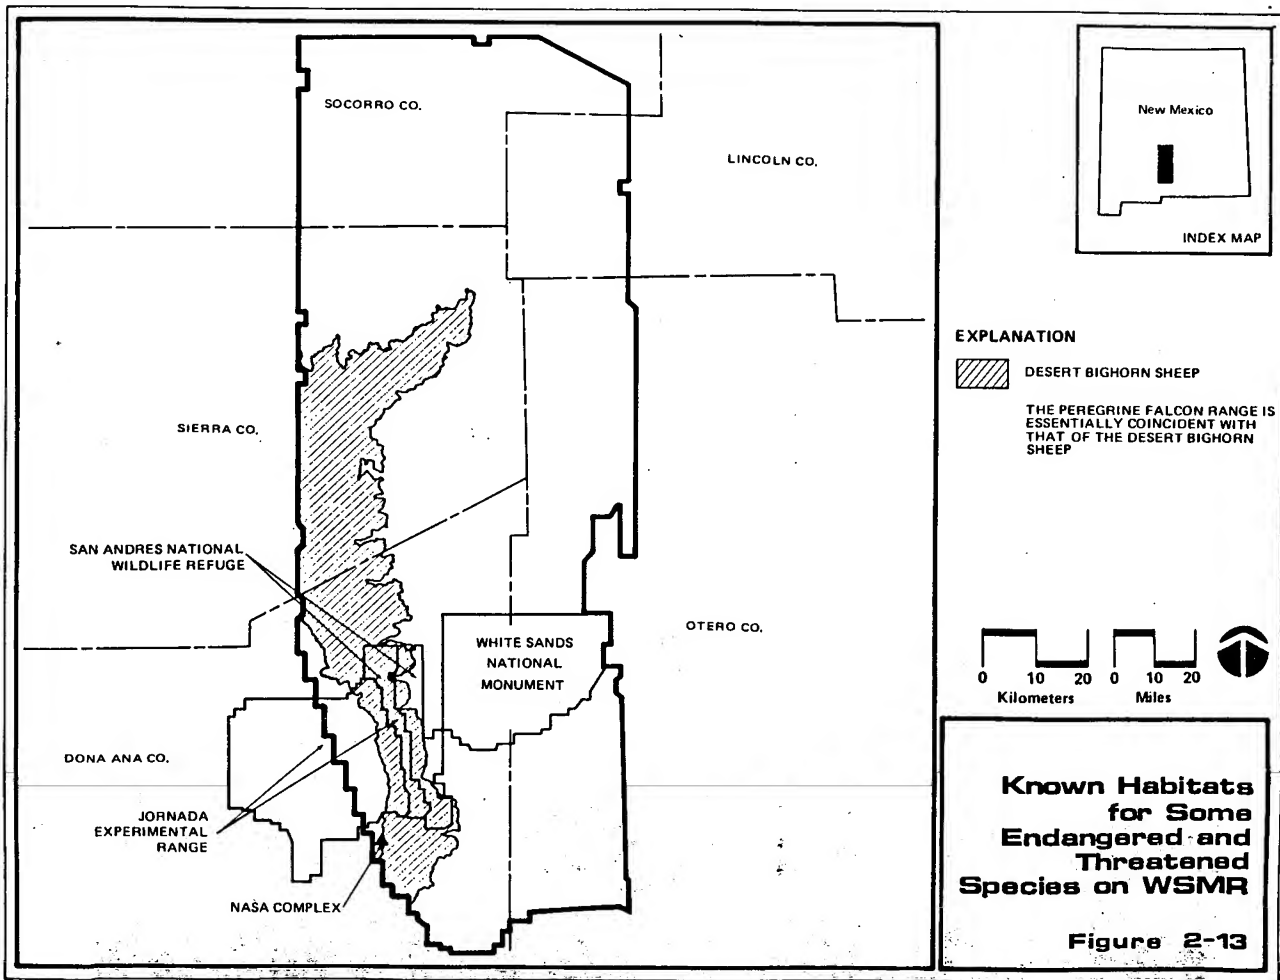 SOCORRO CO.
LINCOLN CO.
SIERRA CO.
SAN ANDRES NATIONAL
WILDLIFE REFUGE
WHITE SANDS
NATIONAL
MONUMENT
OTERO CO.
DONA ANA CO.
JORNADA
EXPERIMENTAL
RANGE
NASA COMPLEX
New Mexico
INDEX MAP
EXPLANATION
DESERT BIGHORN SHEEP
THE PEREGRINE FALCON RANGE IS
ESSENTIALLY COINCIDENT WITH
THAT OF THE DESERT BIGHORN
SHEEP
0 10 20 0 10 20
Kilometers Miles
Known Habitats
for Some
Endangered and
Threatened
Species on WSMR
Figure 2-13